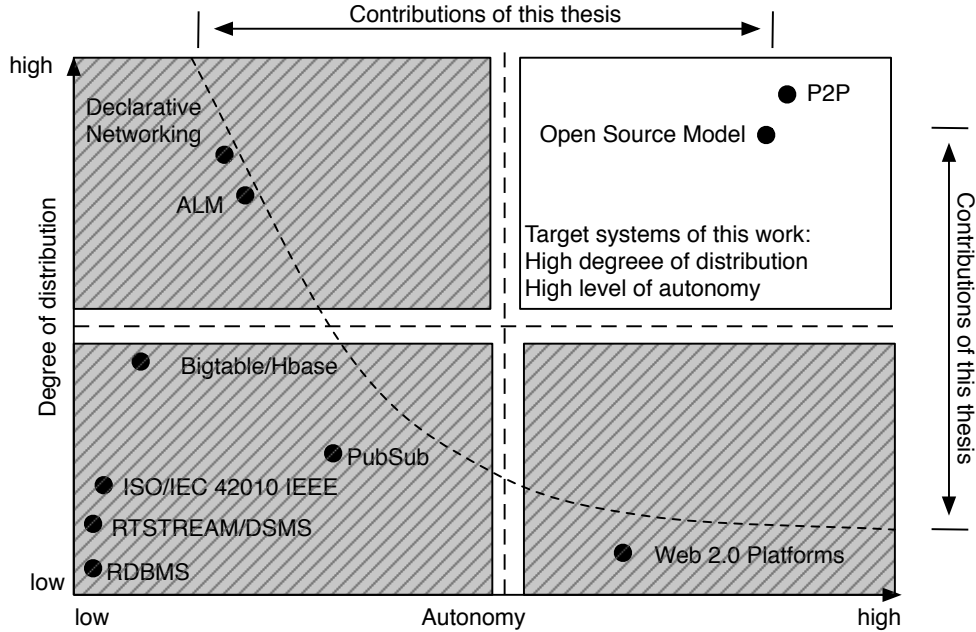 Contributions of this thesis
high
Declarative
Networking
ALM
P2P
Open Source Model
Target systems of this work:
High degreee of distribution
High level of autonomy
Degree of distribution
Contributions of this thesis
Bigtable/Hbase
PubSub
ISO/IEC 42010 IEEE
RTSTREAM/DSMS
RDBMS
Web 2.0 Platforms
low
low
Autonomy
high